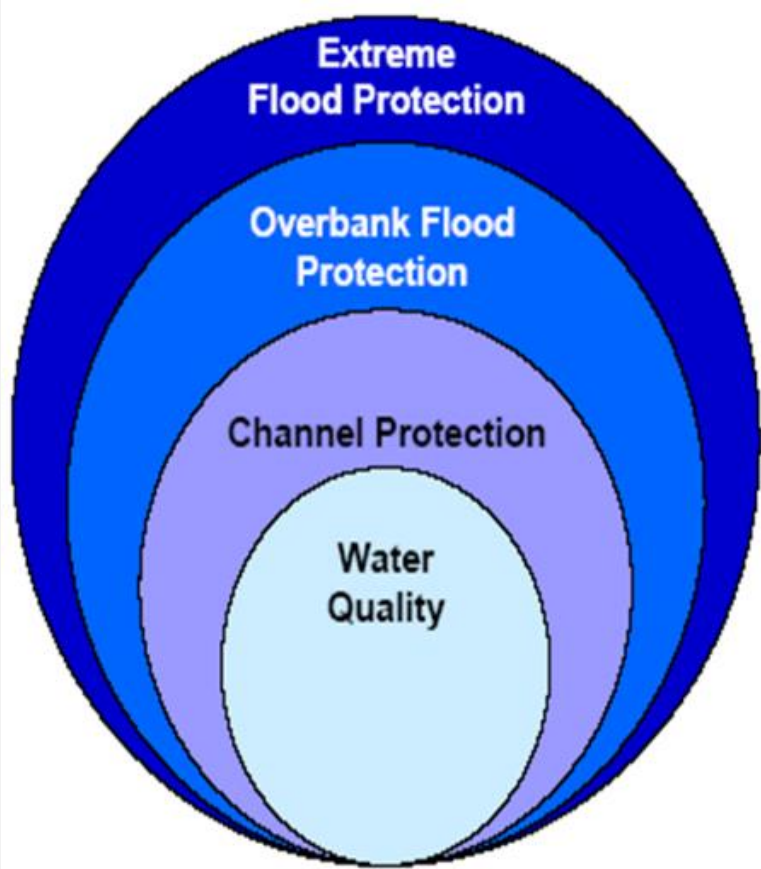 Extreme
Flood Protection
Overbank Flood
Protection
Channel Protection
Water
Quality